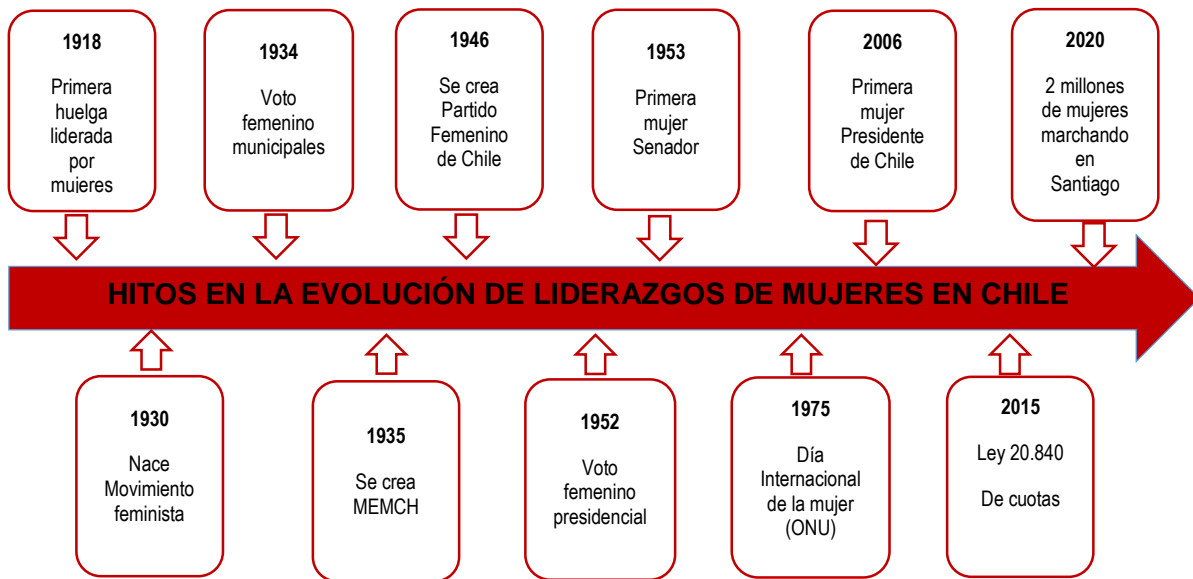 1918
Primera
huelga
liderada
por
mujeres
1934
Voto
femenino
municipales
1946
Se crea
Partido
Femenino
de Chile
1953
Primera
mujer
Senador
2006
Primera
mujer
Presidente
de Chile
2020
2 millones
de mujeres
marchando
en
Santiago
HITOS EN LA EVOLUCIÓN DE LIDERAZGOS DE MUJERES EN CHILE
1930
Nace
Movimiento
feminista
1935
Se crea
MEMCH
1952
Voto
femenino
presidencial
1975
Día
Internacional
de la mujer
(ONU)
2015
Ley 20.840
De cuotas